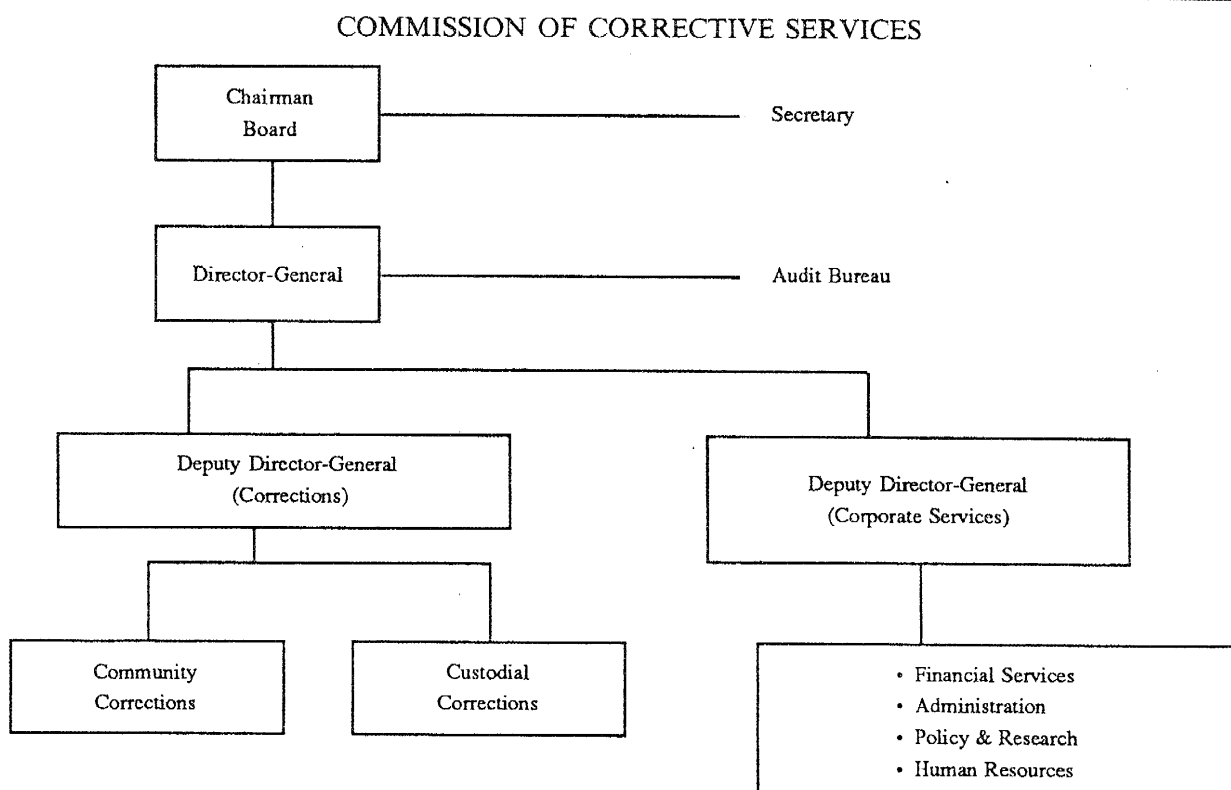 COMMISSION OF CORRECTIVE SERVICES
Chairman
Board
Secretary
Director-General
Audit Bureau
Deputy Director-General
(Corrections)
Deputy Director-General
(Corporate Services)
Community
Corrections
Custodial
Corrections
• Financial Services
• Administration
• Policy & Research
• Human Resources